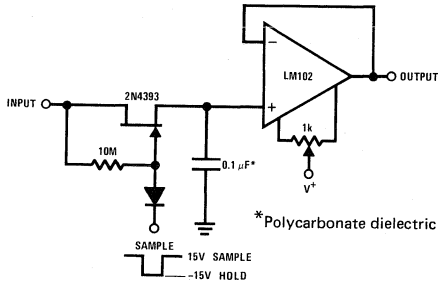 2N4393
INPUT
10M
0.1 μF*
−
+
LM102
OUTPUT
1k
V+
*Polycarbonate dielectric
SAMPLE
15V SAMPLE
-15V HOLD